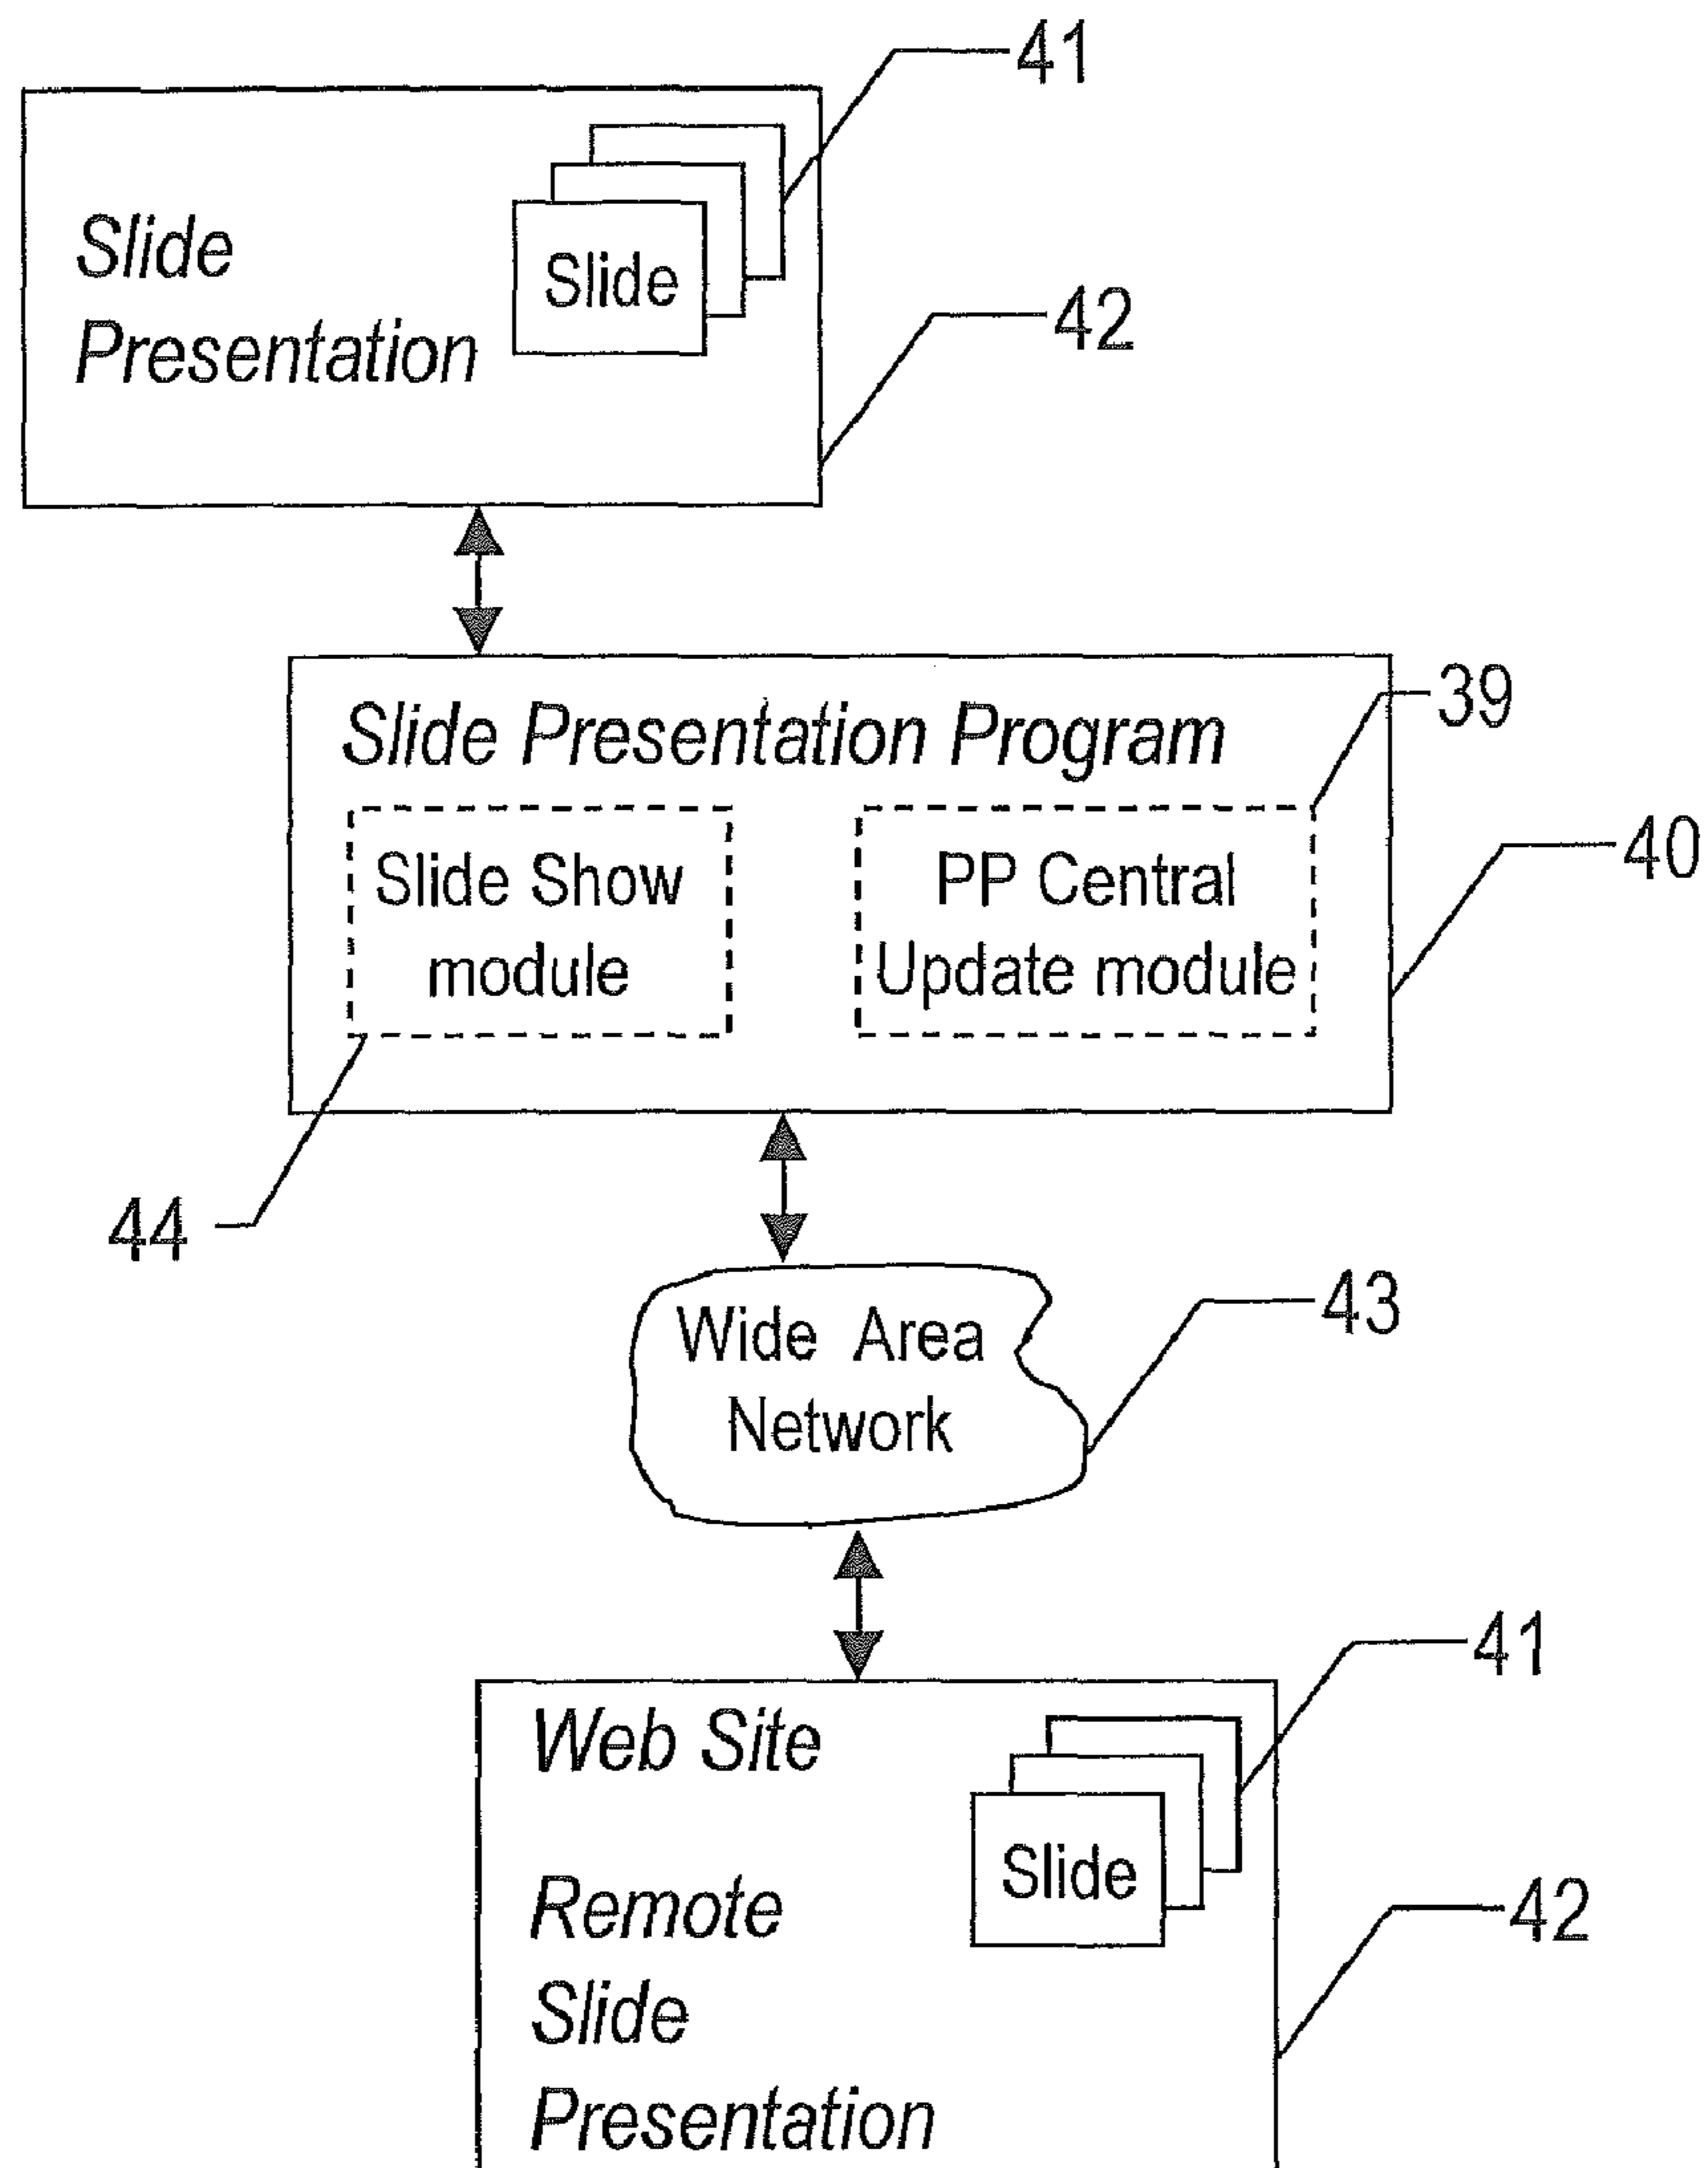 41
Slide
Presentation
Slide
42
Slide Presentation Program
39
Slide Show
module
PP Central
Update module
40
44
Wide Area
Network
43
41
Web Site
Slide
Remote
Slide
Presentation
42